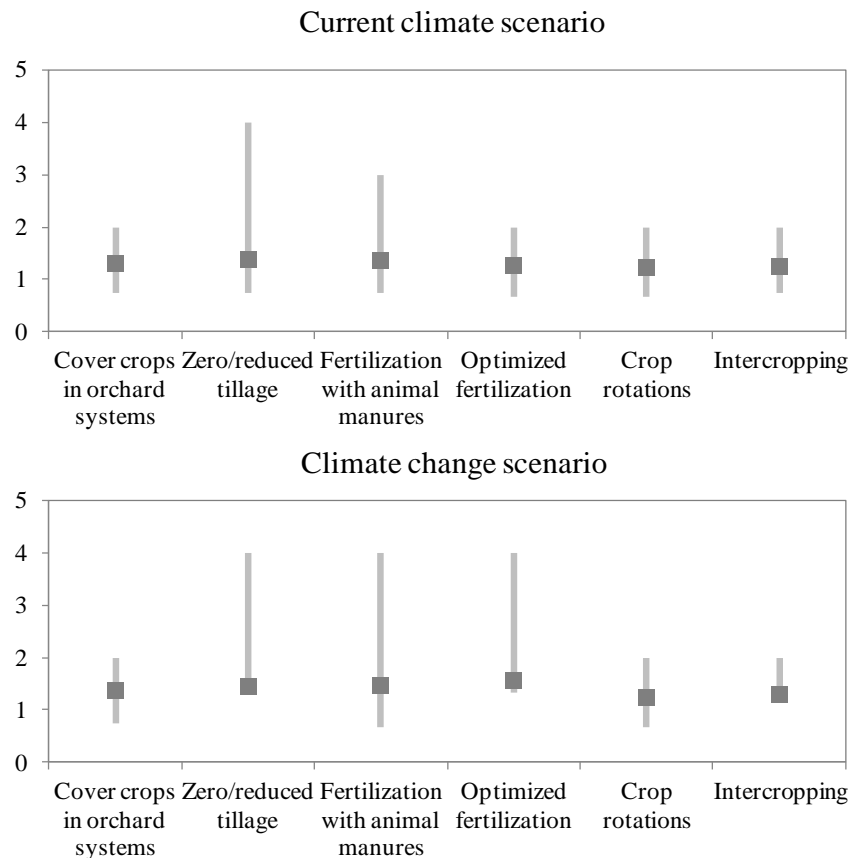 Current climate scenario
5
4
3
2
1
0
Cover crops
in orchard
systems
Zero/reduced
tillage
Fertilization
with animal
manures
Optimized
fertilization
Crop
rotations
Intercropping
Climate change scenario
5
4
3
2
1
0
Cover crops
in orchard
systems
Zero/reduced
tillage
Fertilization
with animal
manures
Optimized
fertilization
Crop
rotations
Intercropping